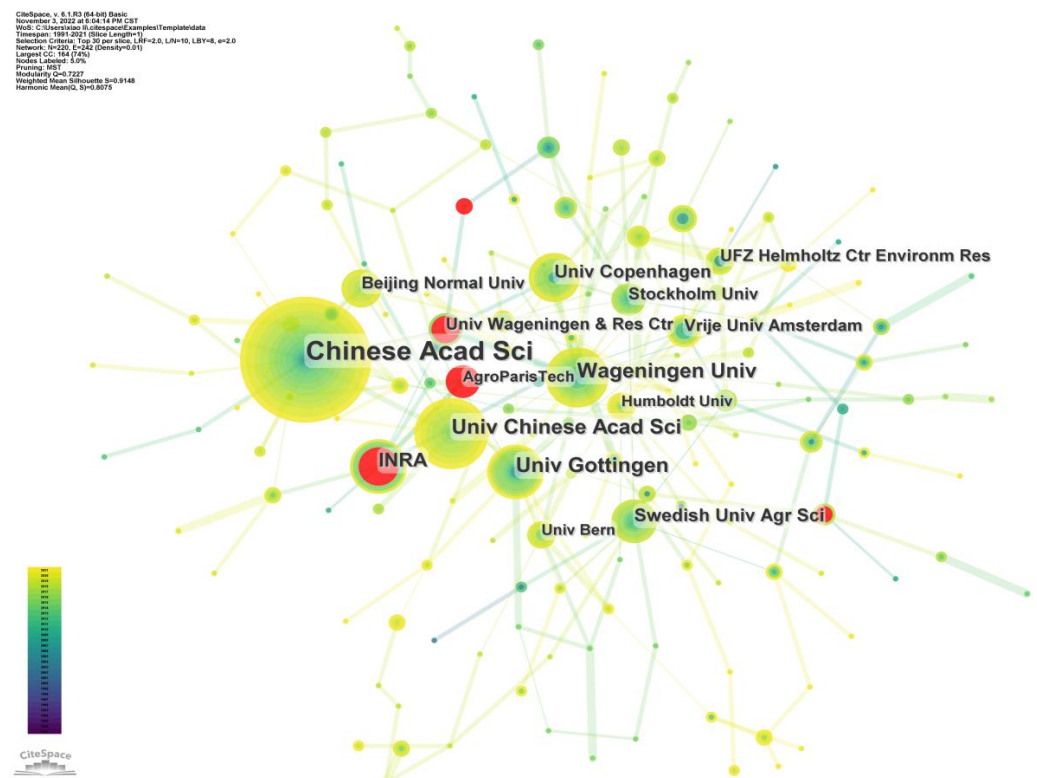 CiteSpace, v. 6.1.R3 (64-bit) Basic
November 3, 2022 at 6:04:14 PM CST
WoS: C:\Users\xiao li\.citespace\Examples\Template\data
Timespan: 1991-2021 (Slice Length=1)
Selection Criteria: Top 30 per slice, LRF=2.0, L/N=10, LBY=8, e=2.0
Network: N=220, E=242 (Density=0.01)
Largest CC: 164 (74%)
Nodes Labeled: 5.0%
Pruning: MST
Modularity Q=0.7227
Weighted Mean Silhouette S=0.9148
Harmonic Mean(Q, S)=0.8075
UFZ Helmholtz Ctr Environm Res
Univ Copenhagen
Beijing Normal Univ
Stockholm Univ
Univ Wageningen & Res Ctr
Vrije Univ Amsterdam
Chinese Acad Sci
Wageningen Univ
AgroParisTech
Humboldt Univ
Univ Chinese Acad Sci
INRA
Univ Gottingen
Swedish Univ Agr Sci
Univ Bern
CiteSpace